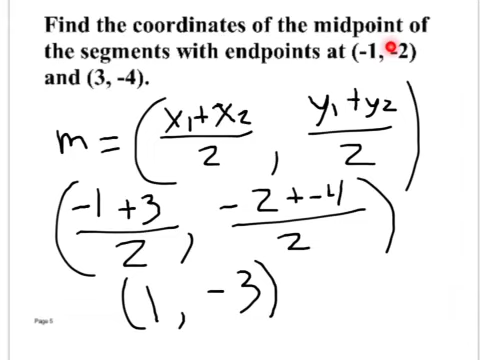 Find the coordinates of the midpoint of
the segments with endpoints at (-1, -2)
and (3, -4).
m = ( x₁+x₂/2 , y₁+y₂/2 )
( -1+3/2 , -2+-4/2 )
(1, -3)
Page 5